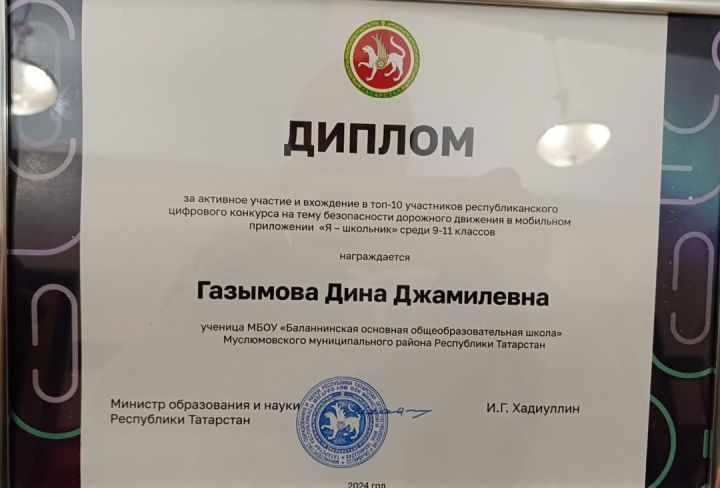 ТАТАРСТАН
ДИПЛОМ
за активное участие и вхождение в топ-10 участников республиканского
цифрового конкурса на тему безопасности дорожного движения в мобильном
приложении «Я – школьник» среди 9-11 классов
награждается
Газымова Дина Джамилевна
ученица МБОУ «Баланнинская основная общеобразовательная школа»
Муслюмовского муниципального района Республики Татарстан
Министр образования и науки
Республики Татарстан
И.Г. Хадиуллин
2024 год